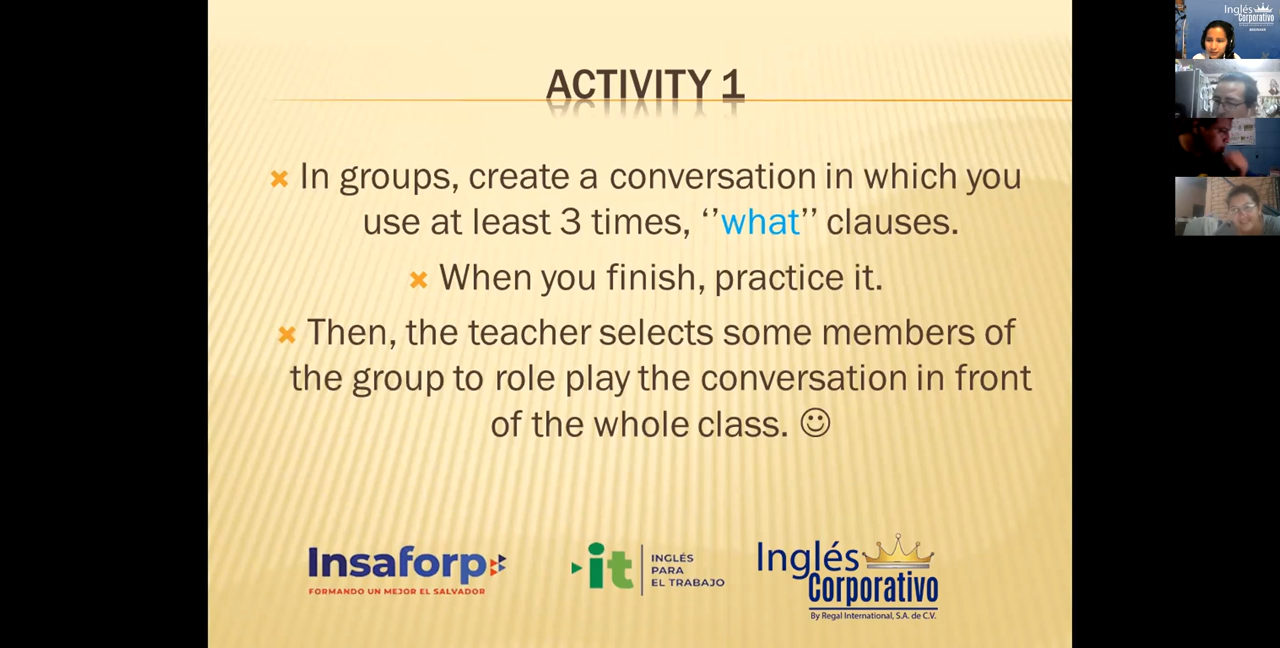 ACTIVITY 1
In groups, create a conversation in which you
use at least 3 times, ‘’what’’ clauses.
When you finish, practice it.
Then, the teacher selects some members of
the group to role play the conversation in front
of the whole class. ☺
Insaforp
FORMANDO UN MEJOR EL SALVADOR
it
INGLÉS
PARA
EL TRABAJO
Inglés
Corporativo
By Regal International, S.A. de C.V.
Inglés
Corporativo